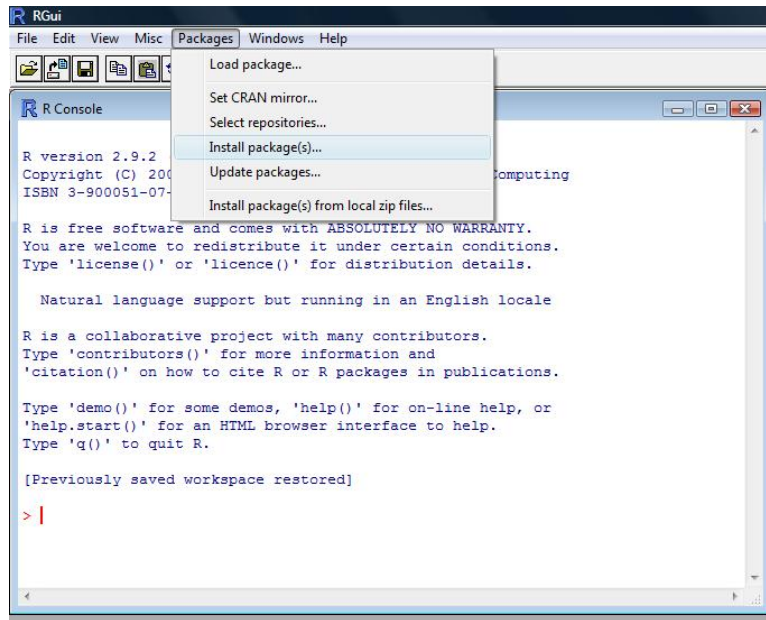 RGui
File Edit View Misc Packages Windows Help
Load package...
Set CRAN mirror...
Select repositories...
Install package(s)...
Update packages...
Install package(s) from local zip files...
R Console
R version 2.9.2
Copyright (C) 200 Computing
ISBN 3-900051-07-
R is free software and comes with ABSOLUTELY NO WARRANTY.
You are welcome to redistribute it under certain conditions.
Type 'license()' or 'licence()' for distribution details.
Natural language support but running in an English locale
R is a collaborative project with many contributors.
Type 'contributors()' for more information and
'citation()' on how to cite R or R packages in publications.
Type 'demo()' for some demos, 'help()' for on-line help, or
'help.start()' for an HTML browser interface to help.
Type 'q()' to quit R.
[Previously saved workspace restored]
>